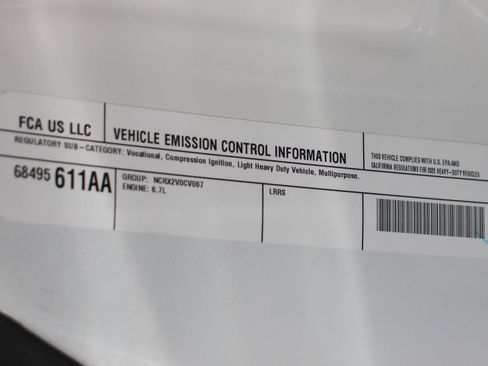 FCA US LLC
VEHICLE EMISSION CONTROL INFORMATION
THIS VEHICLE COMPLIES WITH U.S. EPA AND
CALIFORNIA REGULATIONS FOR 2022 HEAVY-DUTY VEHICLES
REGULATORY SUB-CATEGORY: Vocational, Compression Ignition, Light Heavy Duty Vehicle, Multipurpose.
68495 611AA
GROUP: NCRX2VOCV067
ENGINE: 6.7L
LRRS